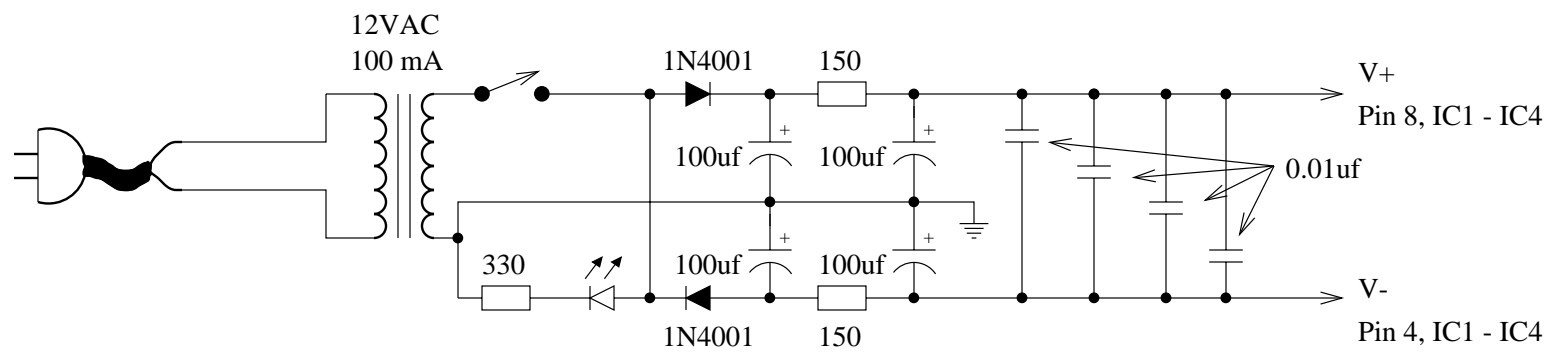 12VAC
100 mA
1N4001
150
V+
Pin 8, IC1 - IC4
+
+
100uf
100uf
0.01uf
+
+
330
100uf
100uf
V-
1N4001
150
Pin 4, IC1 - IC4